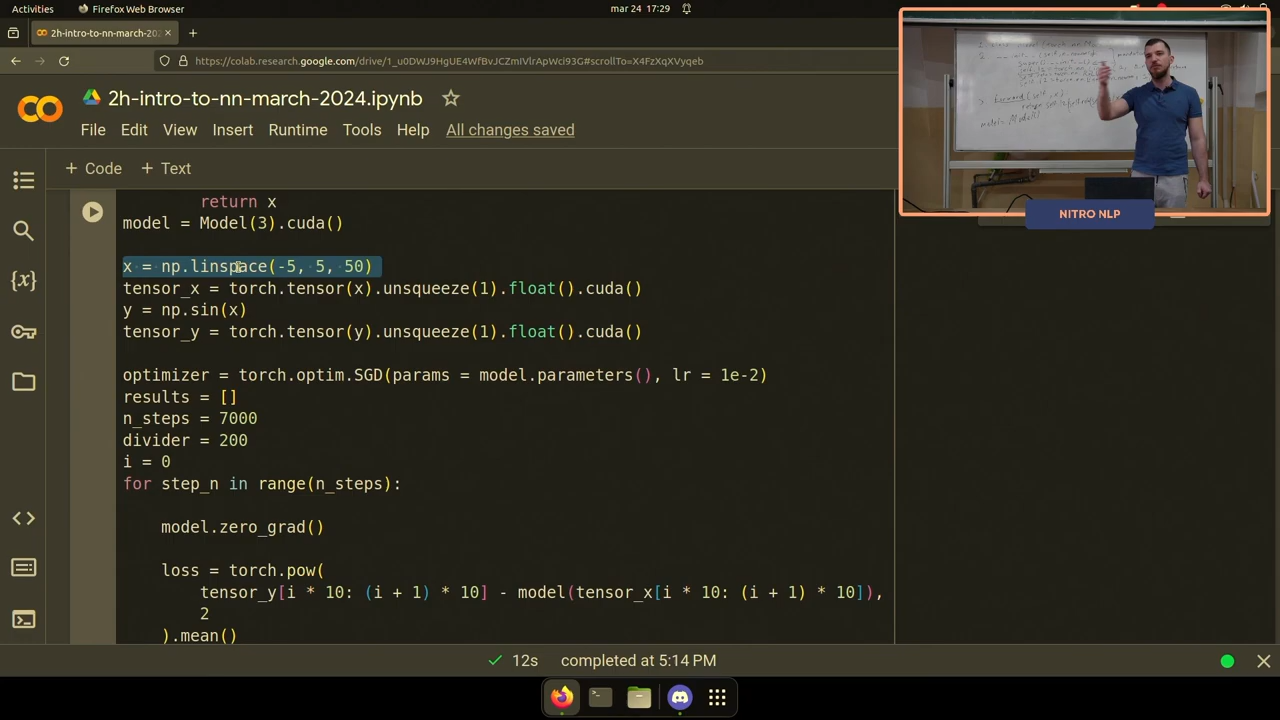 Activities
Firefox Web Browser
mar 24 17:29
2h-intro-to-nn-march-2024.ipynb
https://colab.research.google.com/drive/1_u0DWJ9HgUE4WfBvJCZmIVlrApWci93G#scrollTo=X4FzXqXVyqeb
2h-intro-to-nn-march-2024.ipynb
File Edit View Insert Runtime Tools Help All changes saved
+ Code + Text
return x
model = Model(3).cuda()
x = np.linspace(-5, 5, 50)
tensor_x = torch.tensor(x).unsqueeze(1).float().cuda()
y = np.sin(x)
tensor_y = torch.tensor(y).unsqueeze(1).float().cuda()
optimizer = torch.optim.SGD(params = model.parameters(), lr = 1e-2)
results = []
n_steps = 7000
divider = 200
i = 0
for step_n in range(n_steps):
model.zero_grad()
loss = torch.pow(
tensor_y[i * 10: (i + 1) * 10] - model(tensor_x[i * 10: (i + 1) * 10]),
2
).mean()
12s completed at 5:14 PM
NITRO NLP
model = Model()